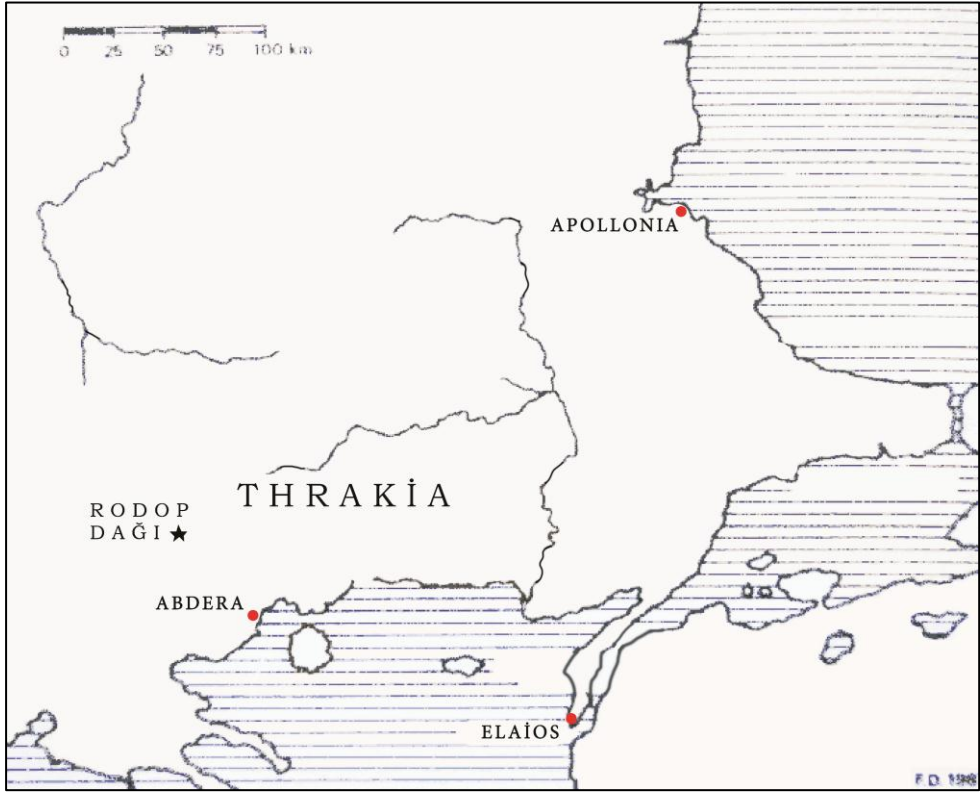 0 25 50 75 100 km
APOLLONIA
THRAKİA
RODOP
DAĞI
ABDERA
ELAİOS
F.D.